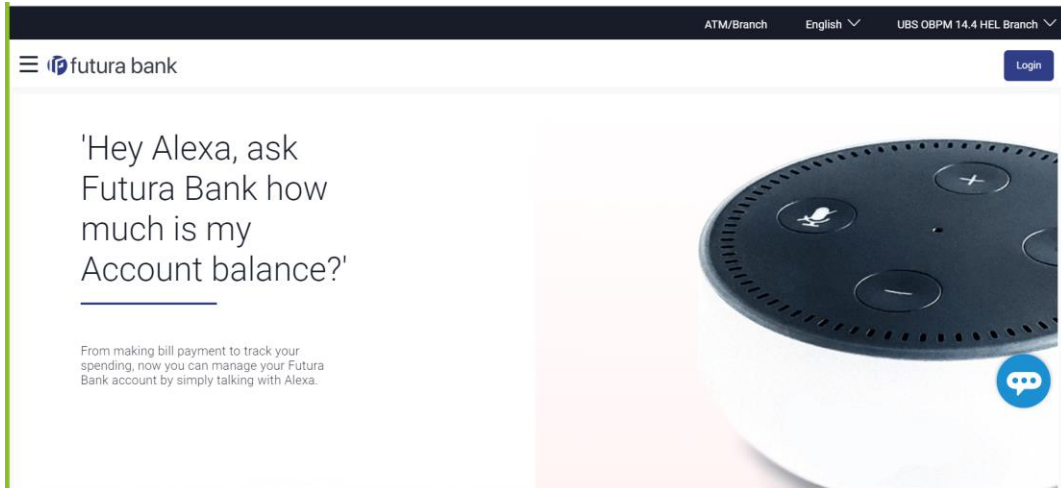 ATM/Branch English UBS OBPM 14.4 HEL Branch
futura bank
Login
'Hey Alexa, ask
Futura Bank how
much is my
Account balance?'
From making bill payment to track your
spending, now you can manage your Futura
Bank account by simply talking with Alexa.